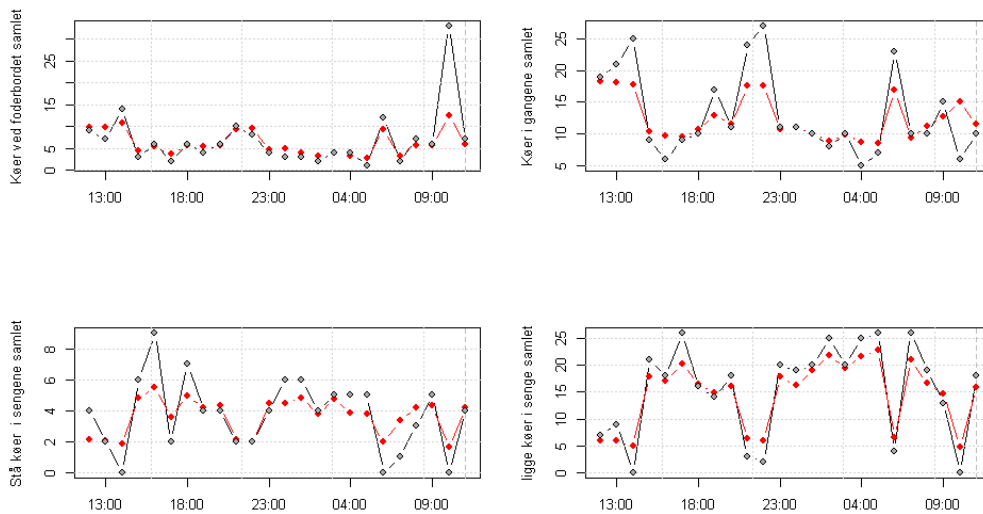 Køer ved foderbordet samlet
0 5 15 25
13:00 18:00 23:00 04:00 09:00
Køer i gangene samlet
5 10 15 20 25
13:00 18:00 23:00 04:00 09:00
Stå køer i sengene samlet
0 2 4 6 8
13:00 18:00 23:00 04:00 09:00
ligge køer i senge samlet
0 5 10 15 20 25
13:00 18:00 23:00 04:00 09:00